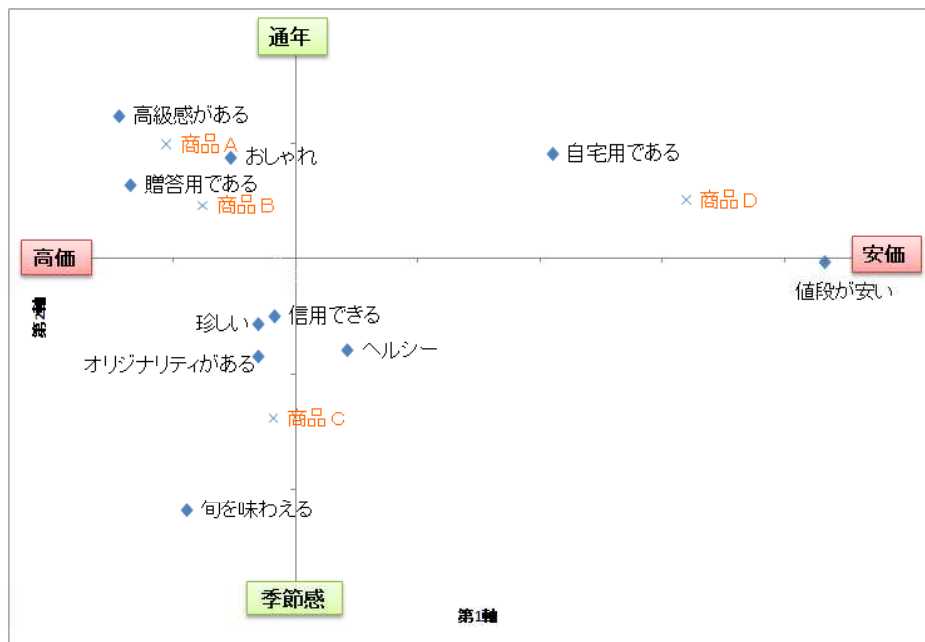 通年
高級感がある
商品A
おしゃれ
自宅用である
贈答用である
商品B
商品D
高価
安価
値段が安い
第2軸
信用できる
珍しい
ヘルシー
オリジナリティがある
商品C
旬を味わえる
季節感
第1軸